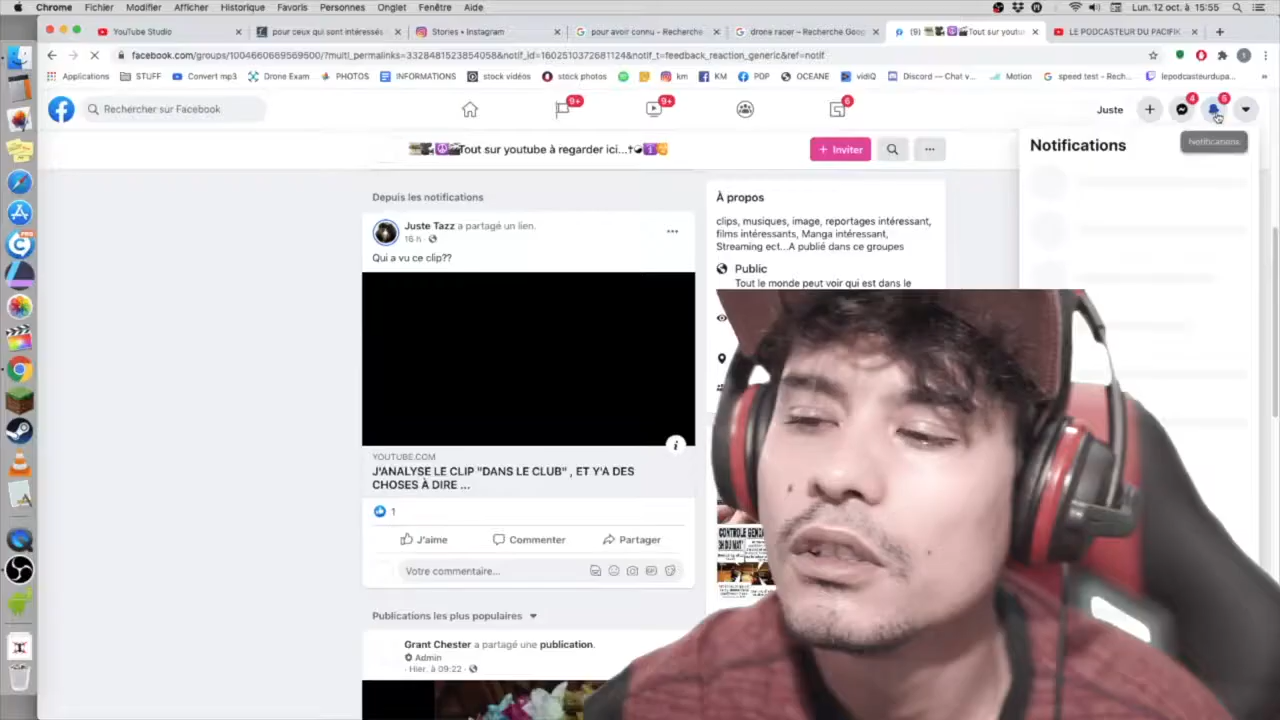 Chrome Fichier Modifier Afficher Historique Favoris Personnes Onglet Fenêtre Aide
Lun. 12 oct. à 15:55
YouTube Studio
pour ceux qui sont intéressés
Stories • Instagram
pour avoir connu - Recherche
drone racer – Recherche Goog
(9) Tout sur youtu
LE PODCASTEUR DU PACIFIK
facebook.com/groups/1004660669569300/?multi_permalinks=3328481523854058&notif_id=1602510372681124&notif_t=feedback_reaction_generic&ref=notif
Applications STUFF Convert mp3 Drone Exam PHOTOS INFORMATIONS stock vidéos stock photos km KM POP OCEANE vidIQ Discord — Chat v... Motion speed test - Rech... lepodcasteurdupa...
Rechercher sur Facebook
9+
9+
6
Juste
4
5
Tout sur youtube à regarder ici...
+ Inviter
Notifications
Notifications
Depuis les notifications
Juste Tazz a partagé un lien.
16 h
Qui a vu ce clip??
YOUTUBE.COM
J'ANALYSE LE CLIP "DANS LE CLUB" , ET Y'A DES
CHOSES À DIRE ...
1
J'aime Commenter Partager
Votre commentaire...
Publications les plus populaires
Grant Chester a partagé une publication.
Admin
Hier, à 09:22
À propos
clips, musiques, image, reportages intéressant,
films intéressants, Manga intéressant,
Streaming ect...A publié dans ce groupes
Public
Tout le monde peut voir qui est dans le